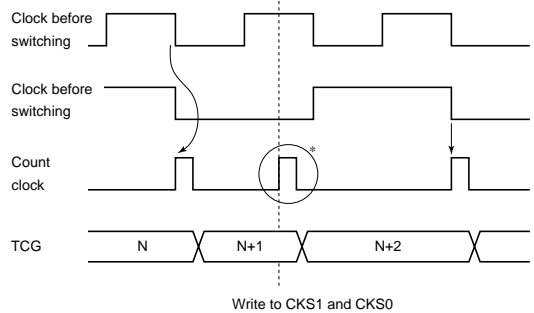 Clock before
switching
Clock before
switching
Count
clock
*
TCG
N
N+1
N+2
Write to CKS1 and CKS0